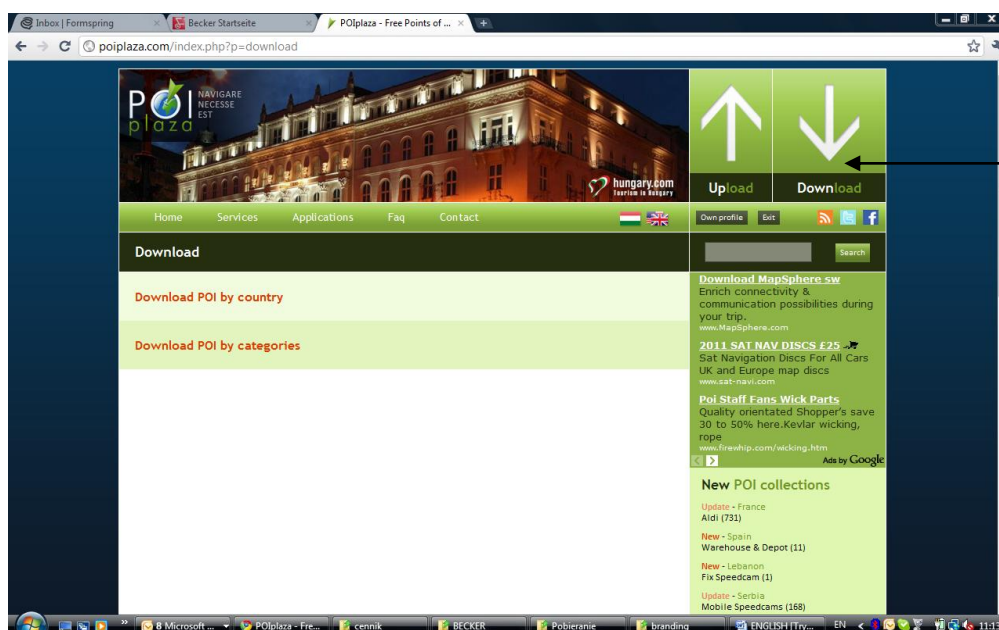 Inbox | Formspring
Becker Startseite
POIplaza - Free Points of ...
poiplaza.com/index.php?p=download
POI plaza
NAVIGARE
NECESSE
EST
hungary.com
Tourism in Hungary
Upload
Download
Home Services Applications Faq Contact
Own profile Exit
Download
Search
Download POI by country
Download POI by categories
Download MapSphere sw
Enrich connectivity &
communication possibilities during
your trip.
www.MapSphere.com
2011 SAT NAV DISCS £25
Sat Navigation Discs For All Cars
UK and Europe map discs
www.sat-navi.com
Poi Staff Fans Wick Parts
Quality orientated Shopper's save
30 to 50% here.Kevlar wicking,
rope
www.firewhip.com/wicking.htm
Ads by Google
New POI collections
Update - France
Aldi (731)
New - Spain
Warehouse & Depot (11)
New - Lebanon
Fix Speedcam (1)
Update - Serbia
Mobile Speedcams (168)
8 Microsoft ... POIplaza - Fre... cennik BECKER Pobieranie branding ENGLISH [Try... EN 11:13